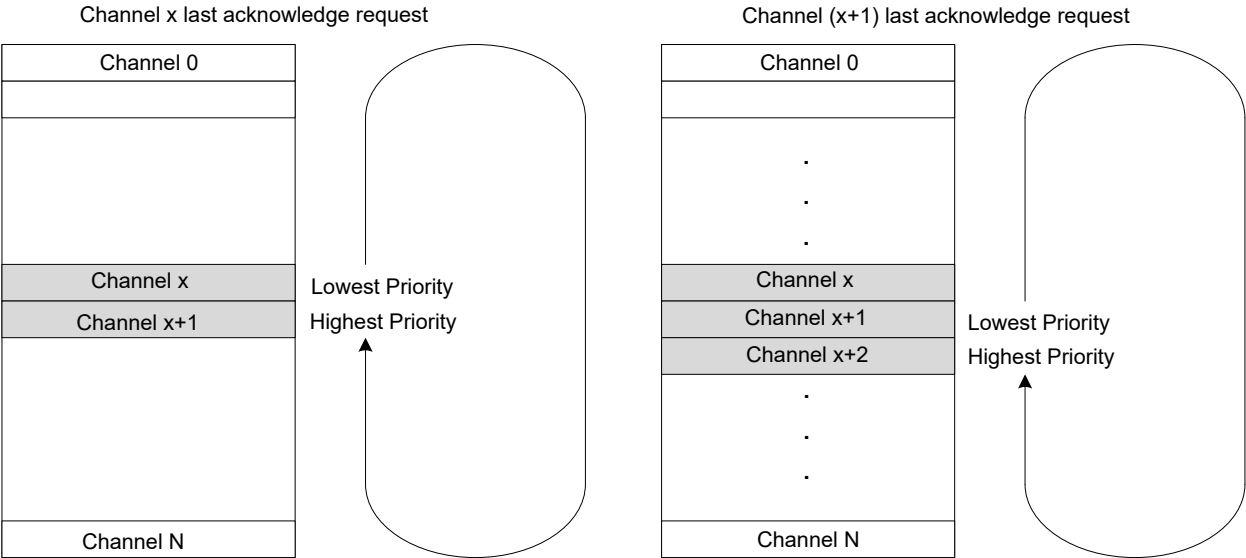 Channel x last acknowledge request
Channel 0
Channel x
Channel x+1
Channel N
Lowest Priority
Highest Priority
Channel (x+1) last acknowledge request
Channel 0
.
.
.
Channel x
Channel x+1
Channel x+2
.
.
.
Channel N
Lowest Priority
Highest Priority